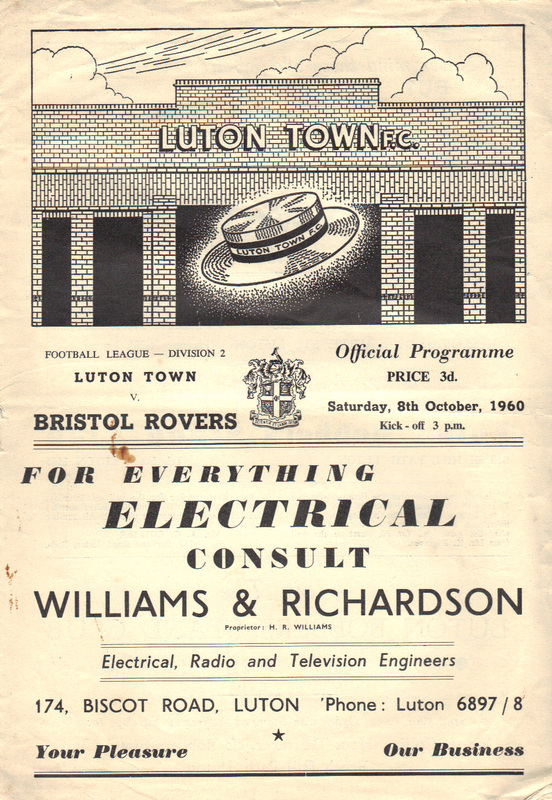 LUTON TOWN F.C.
LUTON TOWN F.C.
FOOTBALL LEAGUE — DIVISION 2
LUTON TOWN
V.
BRISTOL ROVERS
Official Programme
PRICE 3d.
Saturday, 8th October, 1960
Kick - off 3 p.m.
FOR EVERYTHING
ELECTRICAL
CONSULT
WILLIAMS & RICHARDSON
Proprietor: H. R. WILLIAMS
Electrical, Radio and Television Engineers
174, BISCOT ROAD, LUTON 'Phone: Luton 6897 / 8
★
Your Pleasure Our Business